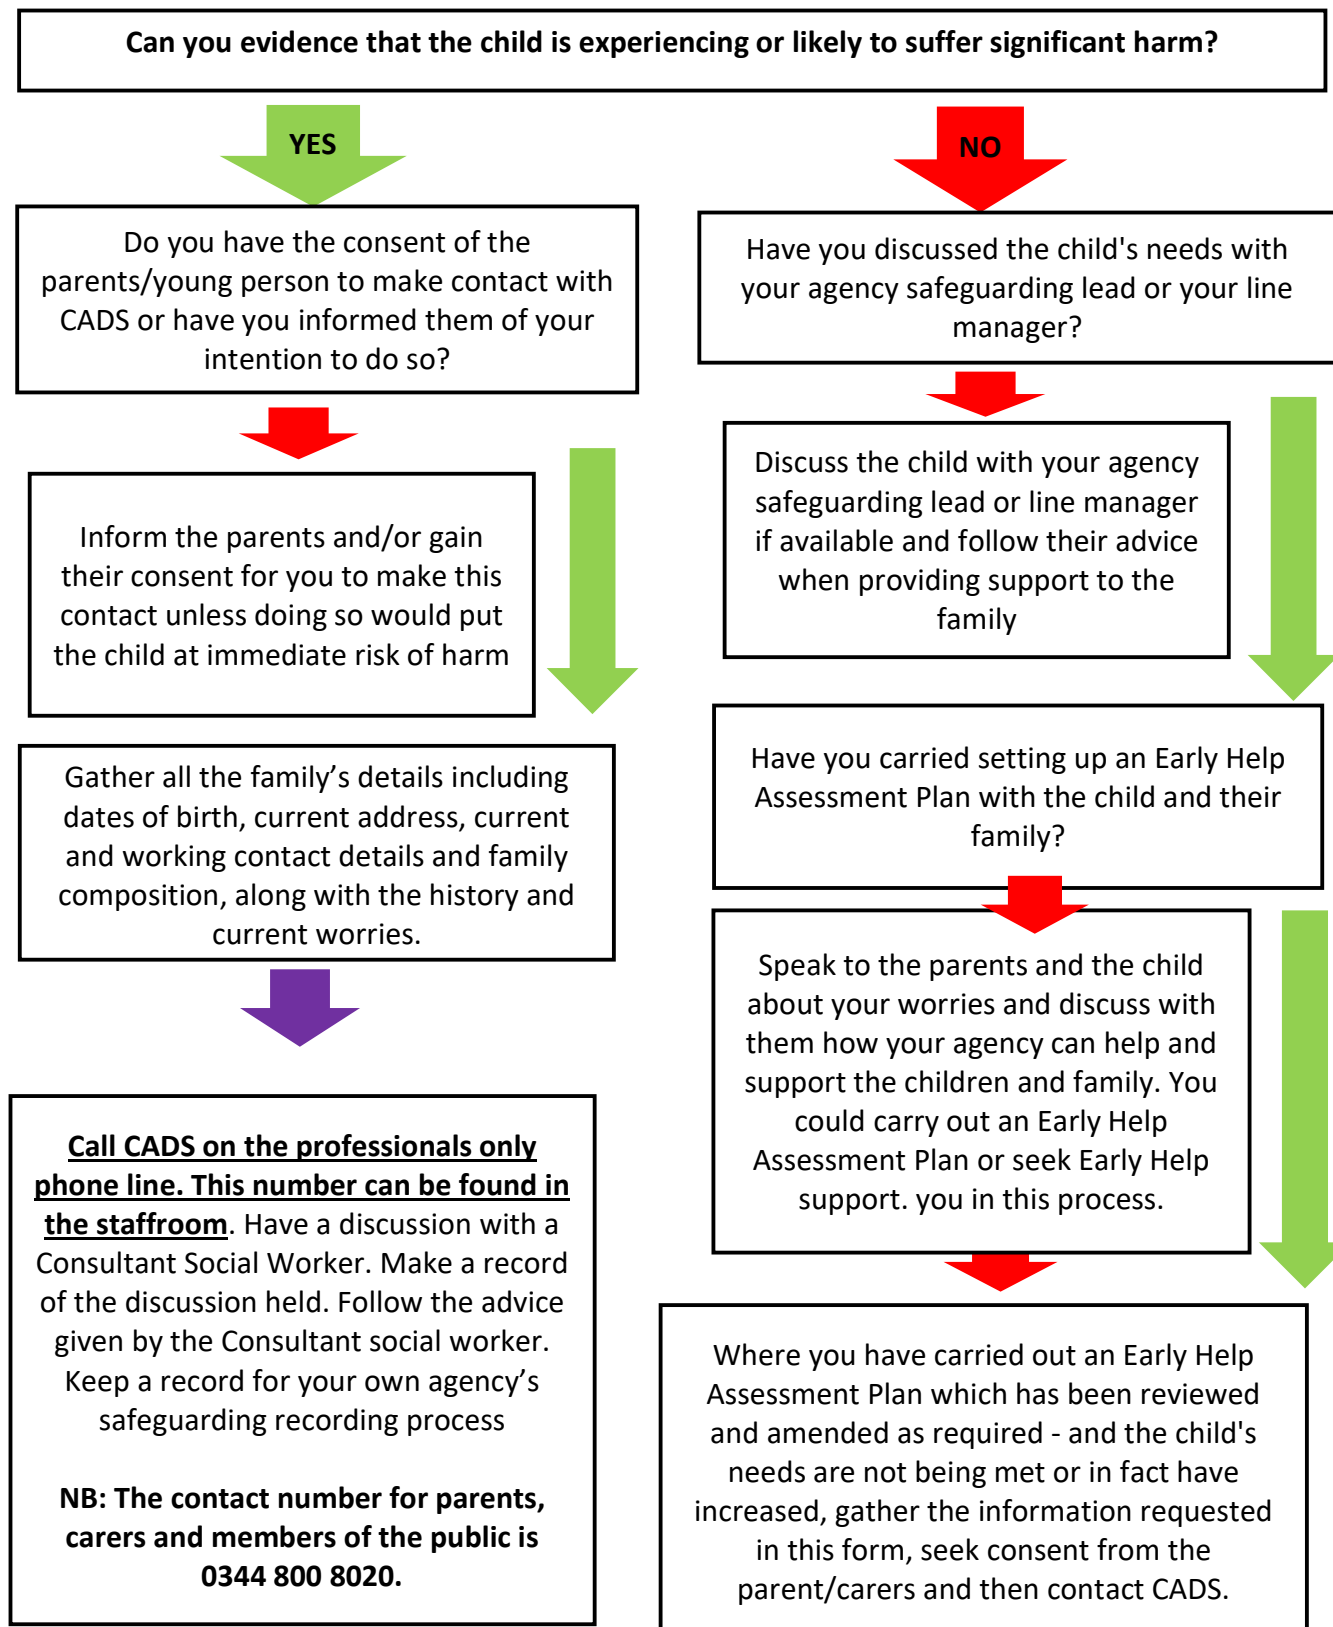 Can you evidence that the child is experiencing or likely to suffer significant harm?
YES
NO
Do you have the consent of the
parents/young person to make contact with
CADS or have you informed them of your
intention to do so?
Have you discussed the child's needs with
your agency safeguarding lead or your line
manager?
Inform the parents and/or gain
their consent for you to make this
contact unless doing so would put
the child at immediate risk of harm
Discuss the child with your agency
safeguarding lead or line manager
if available and follow their advice
when providing support to the
family
Gather all the family’s details including
dates of birth, current address, current
and working contact details and family
composition, along with the history and
current worries.
Have you carried setting up an Early Help
Assessment Plan with the child and their
family?
Speak to the parents and the child
about your worries and discuss with
them how your agency can help and
support the children and family. You
could carry out an Early Help
Assessment Plan or seek Early Help
support. you in this process.
Call CADS on the professionals only
phone line. This number can be found in
the staffroom. Have a discussion with a
Consultant Social Worker. Make a record
of the discussion held. Follow the advice
given by the Consultant social worker.
Keep a record for your own agency’s
safeguarding recording process
NB: The contact number for parents,
carers and members of the public is
0344 800 8020.
Where you have carried out an Early Help
Assessment Plan which has been reviewed
and amended as required - and the child's
needs are not being met or in fact have
increased, gather the information requested
in this form, seek consent from the
parent/carers and then contact CADS.